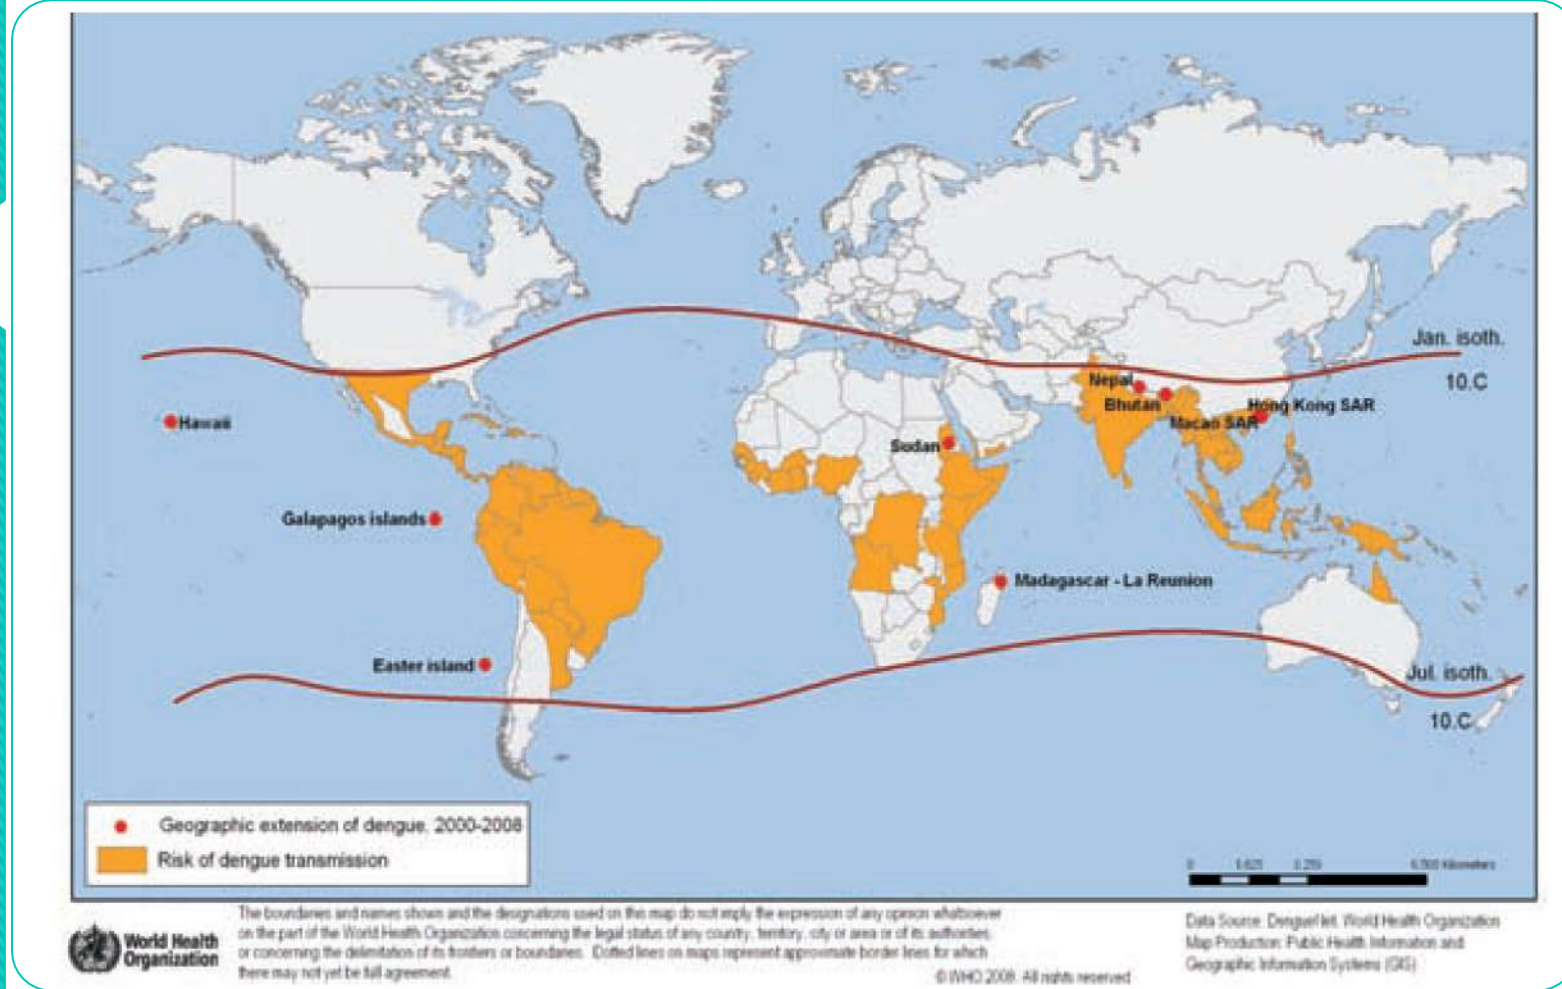 Jan. isoth.
10.C
Nepal
Bhutan
Hong Kong SAR
Macao SAR
Hawaii
Sudan
Galapagos islands
Madagascar - La Reunion
Easter island
Jul. isoth.
10.C
Geographic extension of dengue, 2000-2008
Risk of dengue transmission
0
Kilometers
The boundaries and names shown and the designations used on this map do not imply the expression of any opinion whatsoever
on the part of the World Health Organization concerning the legal status of any country, territory, city or area or of its authorities,
or concerning the delimitation of its frontiers or boundaries. Dotted lines on maps represent approximate border lines for which
there may not yet be full agreement.
World Health
Organization
© WHO 2008. All rights reserved
Data Source: DengueNet, World Health Organization
Map Production: Public Health Information and
Geographic Information Systems (GIS)